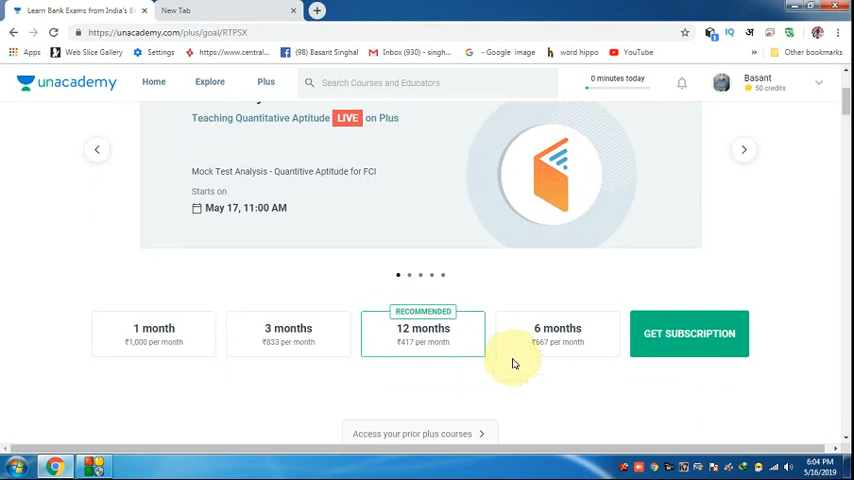 Learn Bank Exams from India's B
New Tab
https://unacademy.com/plus/goal/RTPSX
Apps
Web Slice Gallery
Settings
https://www.central...
(98) Basant Singhal
Inbox (930) - singh...
G - Google image
word hippo
YouTube
»
Other bookmarks
unacademy
Home
Explore
Plus
Search Courses and Educators
0 minutes today
Basant
50 credits
Teaching Quantitative Aptitude LIVE on Plus
Mock Test Analysis - Quantitive Aptitude for FCI
Starts on
May 17, 11:00 AM
RECOMMENDED
1 month
₹1,000 per month
3 months
₹833 per month
12 months
₹417 per month
6 months
₹667 per month
GET SUBSCRIPTION
Access your prior plus courses
6:04 PM
5/16/2019